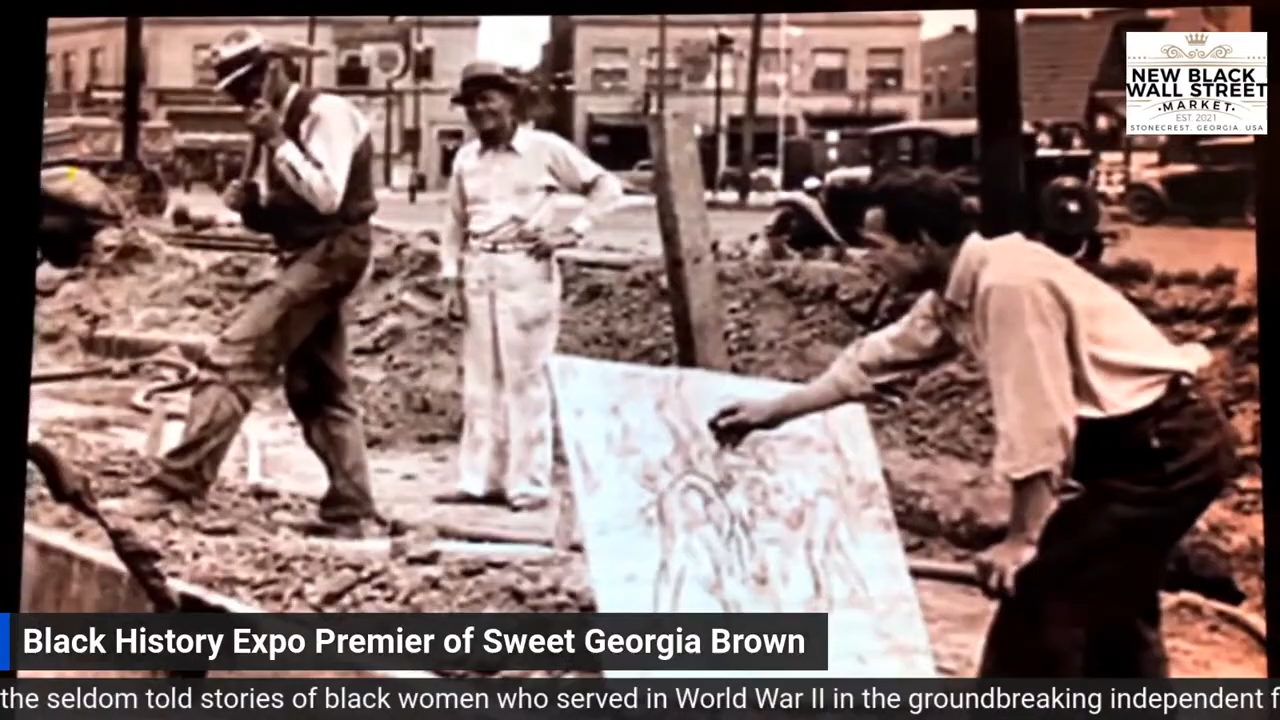 NEW BLACK
WALL STREET
•MARKET•
EST. 2021
STONECREST, GEORGIA, USA
Black History Expo Premier of Sweet Georgia Brown
the seldom told stories of black women who served in World War II in the groundbreaking independent f